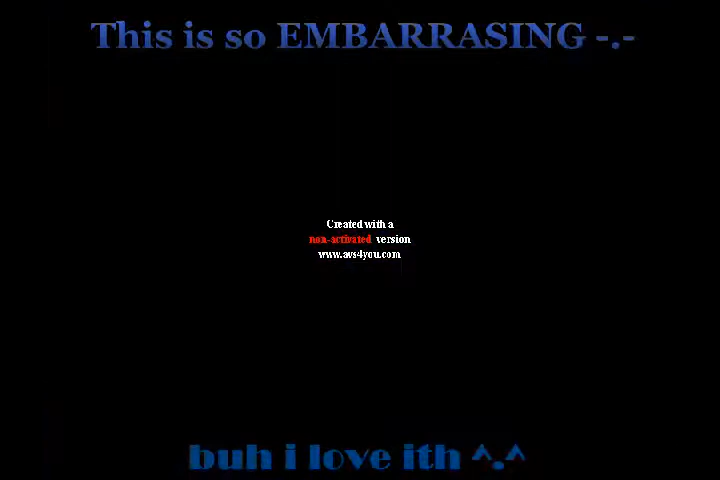 This is so EMBARRASING -.-
Created with a
non-activated version
www.avs4you.com
buh i love ith ^.^